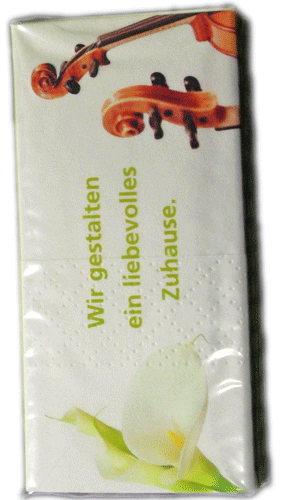 Wir gestalten
ein liebevolles
Zuhause.